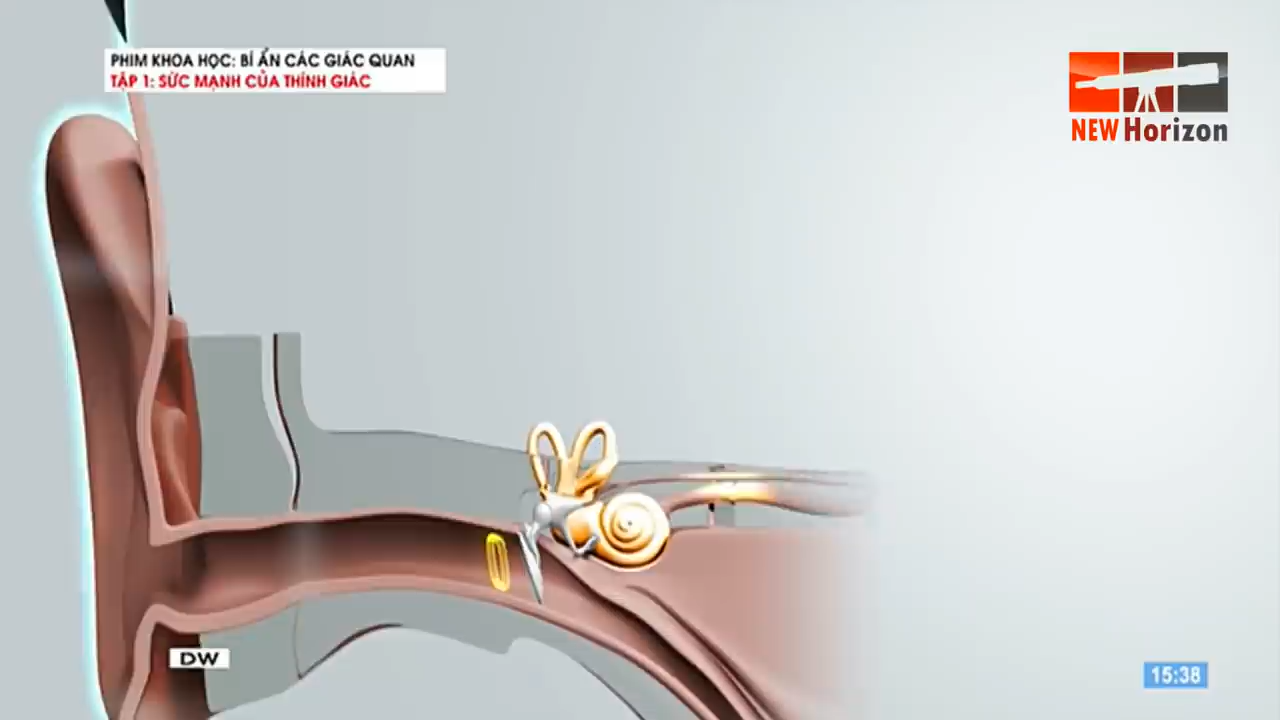 PHIM KHOA HỌC: BÍ ẨN CÁC GIÁC QUAN
TẬP 1: SỨC MẠNH CỦA THÍNH GIÁC
NEW Horizon
DW
15:38